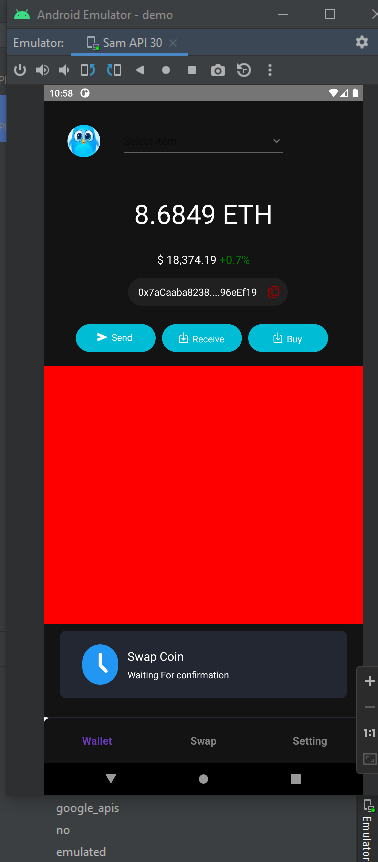 Android Emulator - demo
Emulator:
Sam API 30
10:58
Select Item
8.6849 ETH
$ 18,374.19 +0.7%
0x7aCaaba8238....96eEf19
Send
Receive
Buy
Swap Coin
Waiting For confirmation
Wallet
Swap
Setting
1:1
google_apis
no
emulated
Emulator